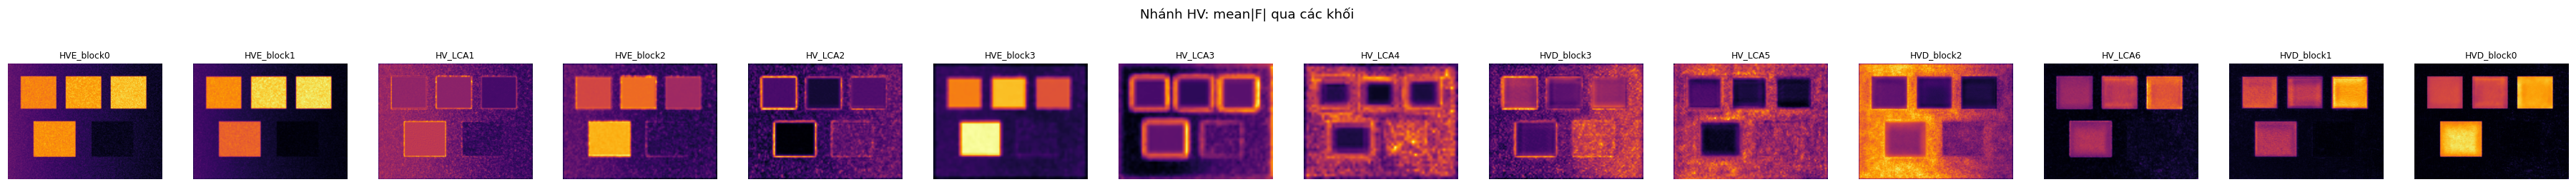 Nhánh HV: mean|F| qua các khối
HVE_block0 HVE_block1 HV_LCA1 HVE_block2 HV_LCA2 HVE_block3 HV_LCA3 HV_LCA4 HVD_block3 HV_LCA5 HVD_block2 HV_LCA6 HVD_block1 HVD_block0